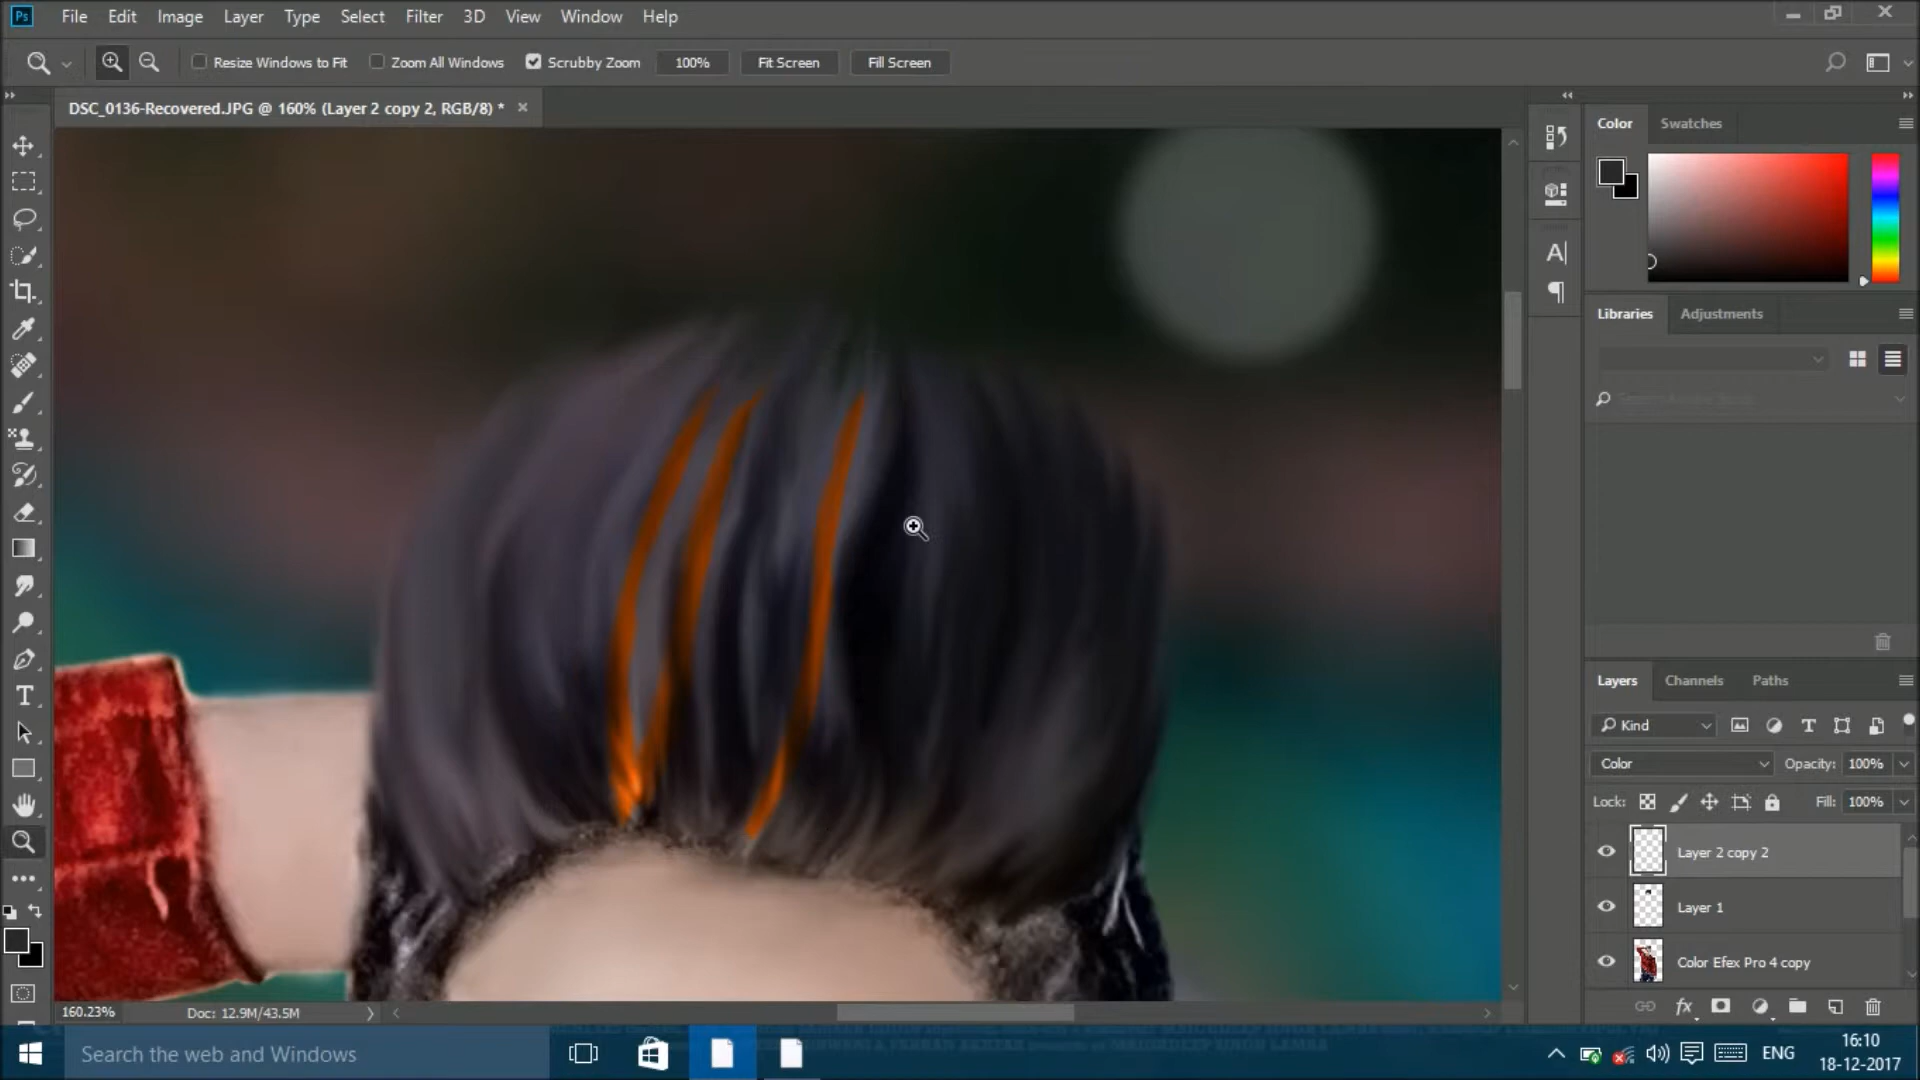 Ps File Edit Image Layer Type Select Filter 3D View Window Help
Resize Windows to Fit Zoom All Windows Scrubby Zoom 100% Fit Screen Fill Screen
DSC_0136-Recovered.JPG @ 160% (Layer 2 copy 2, RGB/8) * ×
Color Swatches
Libraries Adjustments
Layers Channels Paths
Kind
Color Opacity: 100%
Lock: Fill: 100%
Layer 2 copy 2
Layer 1
Color Efex Pro 4 copy
fx
160.23% Doc: 12.9M/43.5M
Search the web and Windows
ENG
16:10
18-12-2017